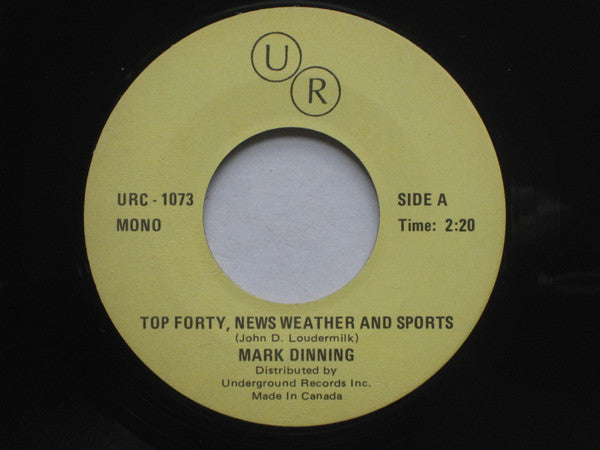 U
R
URC - 1073
SIDE A
MONO
Time: 2:20
TOP FORTY, NEWS WEATHER AND SPORTS
(John D. Loudermilk)
MARK DINNING
Distributed by
Underground Records Inc.
Made In Canada